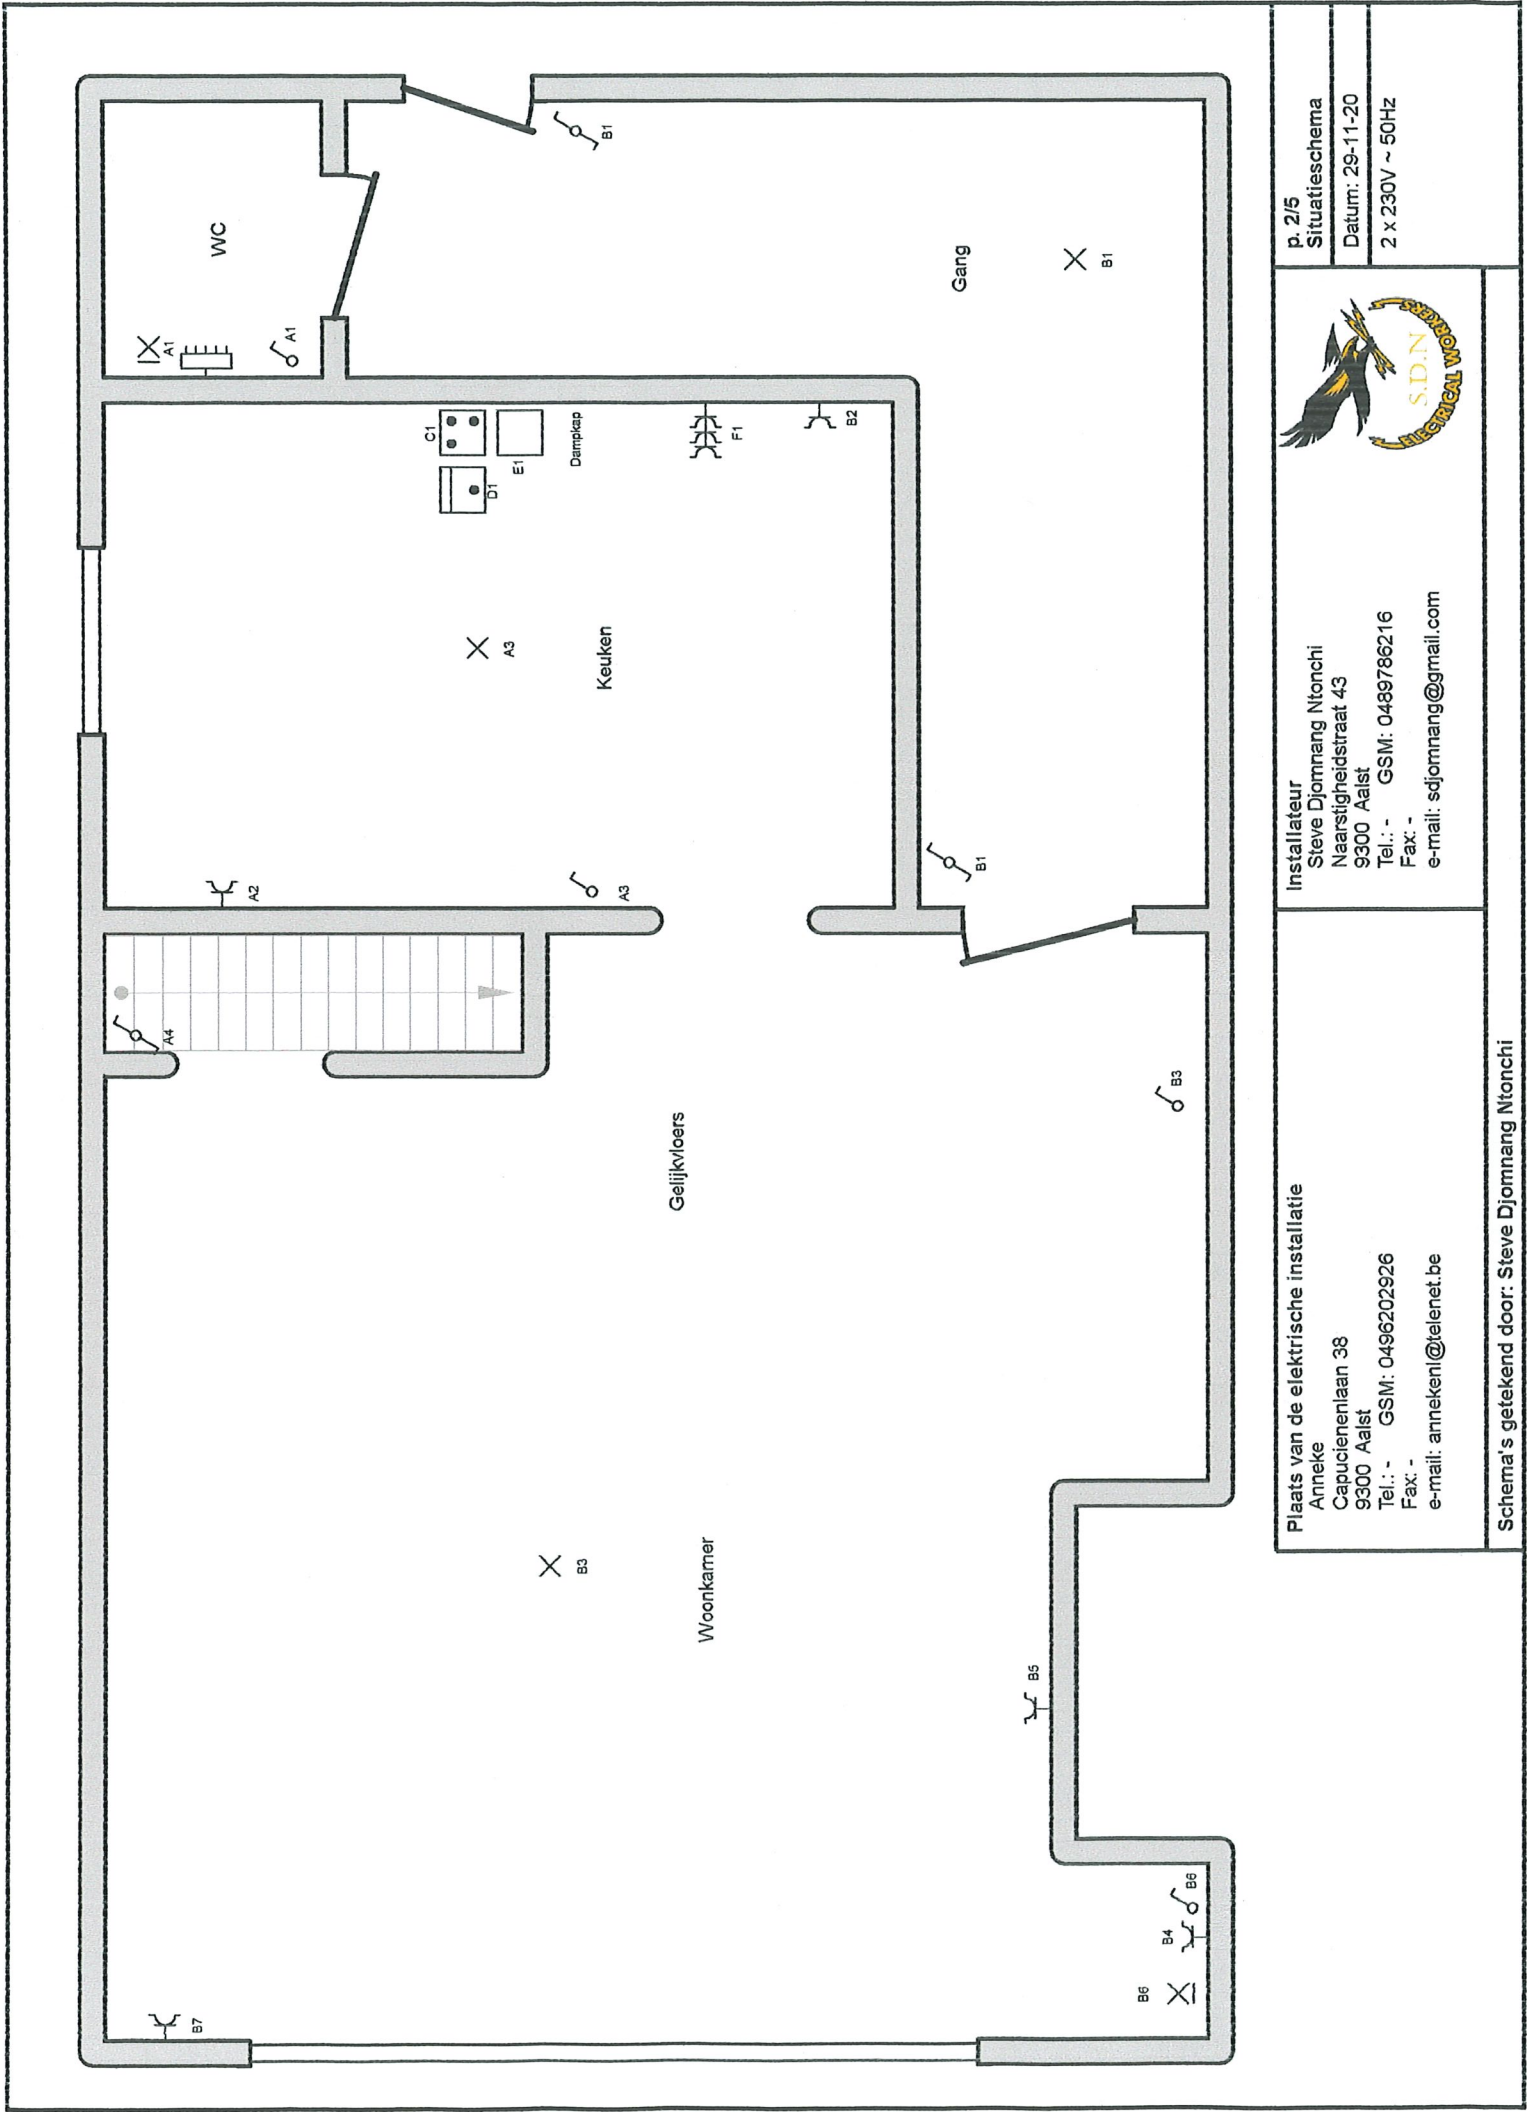 WC
A1
A1
B1
Gang
B1
C1
D1
E1
Dampkap
F1
B2
A3
Keuken
A2
A3
B1
A4
Gelijkvloers
B3
B3
Woonkamer
B5
B6
B4
B6
B7
Plaats van de elektrische installatie
Anneke
Capucienenlaan 38
9300 Aalst
Tel.: - GSM: 0496202926
Fax: -
e-mail: annekenl@telenet.be
Installateur
Steve Djomnang Ntonchi
Naarstigheidstraat 43
9300 Aalst
Tel.: - GSM: 0489786216
Fax: -
e-mail: sdjomnang@gmail.com
S.D.N
ELECTRICAL WORKERS
p. 2/5
Situatieschema
Datum: 29-11-20
2 x 230V ~ 50Hz
Schema's getekend door: Steve Djomnang Ntonchi